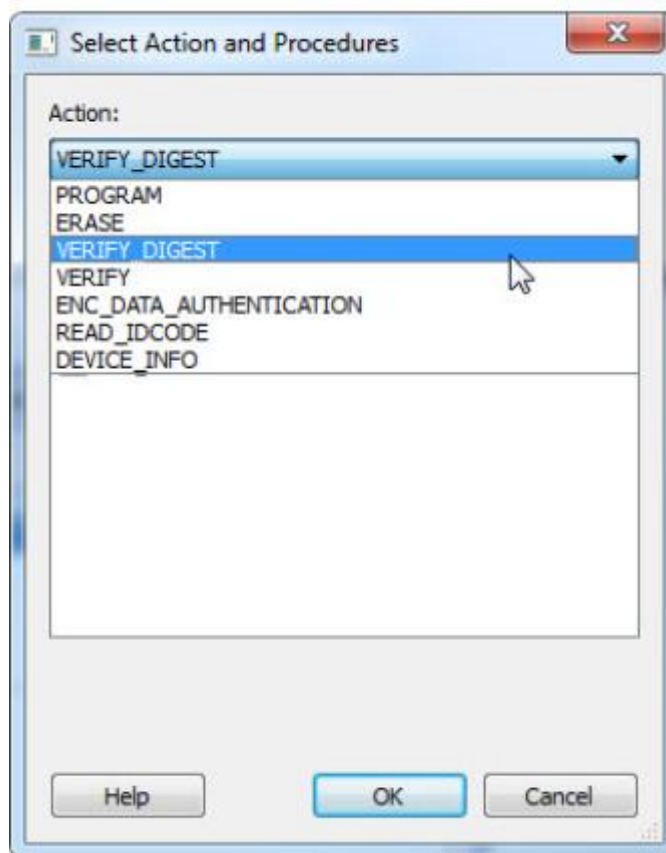 Select Action and Procedures
Action:
VERIFY_DIGEST
PROGRAM
ERASE
VERIFY_DIGEST
VERIFY
ENC_DATA_AUTHENTICATION
READ_IDCODE
DEVICE_INFO
Help OK Cancel